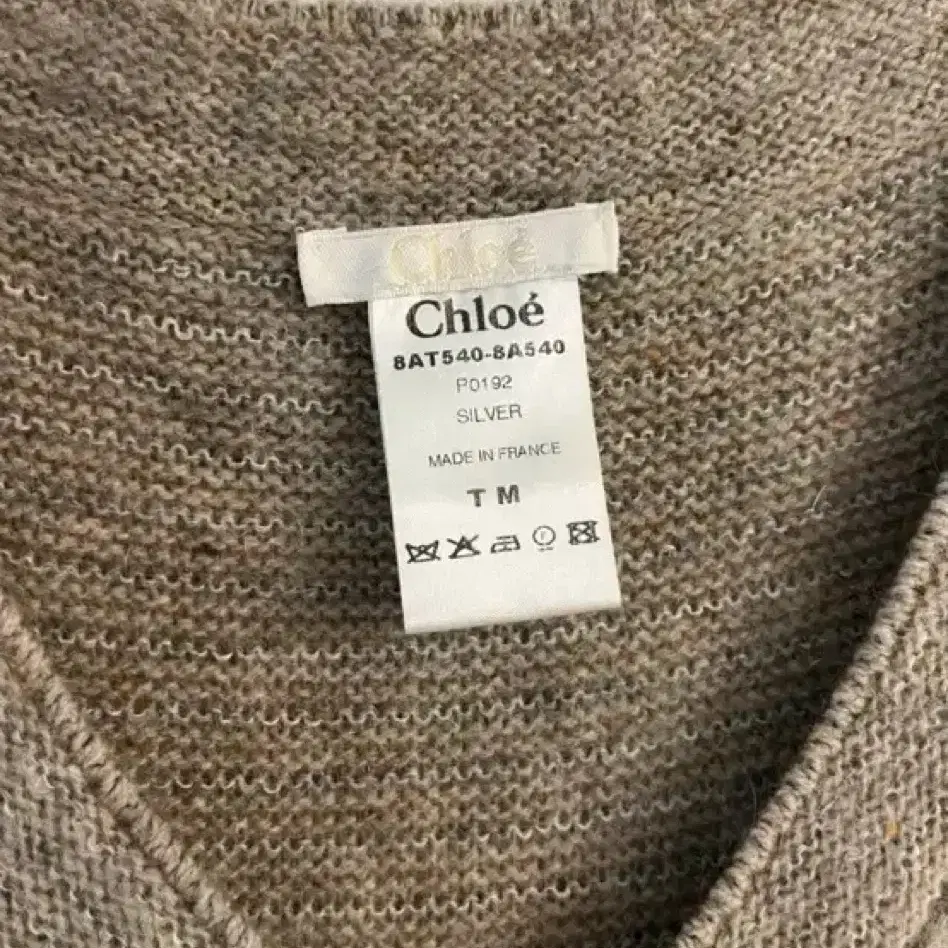 Chloé
Chloé
8AT540-8A540
P0192
SILVER
MADE IN FRANCE
T M